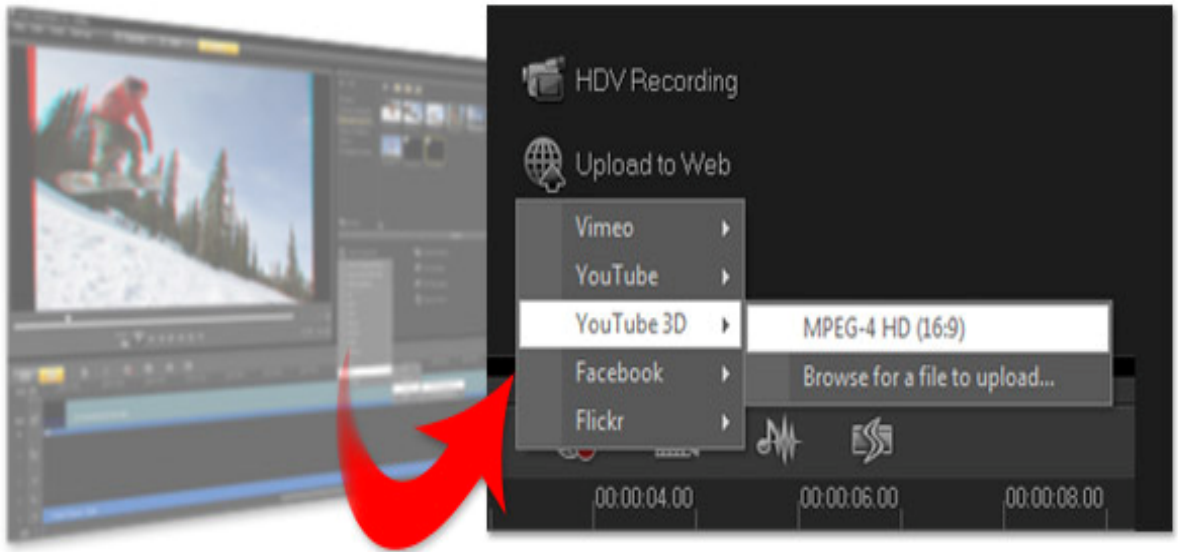 HDV Recording
Upload to Web
Vimeo
YouTube
YouTube 3D
MPEG-4 HD (16:9)
Facebook
Browse for a file to upload...
Flickr
00:00:04.00 00:00:06.00 00:00:08.00